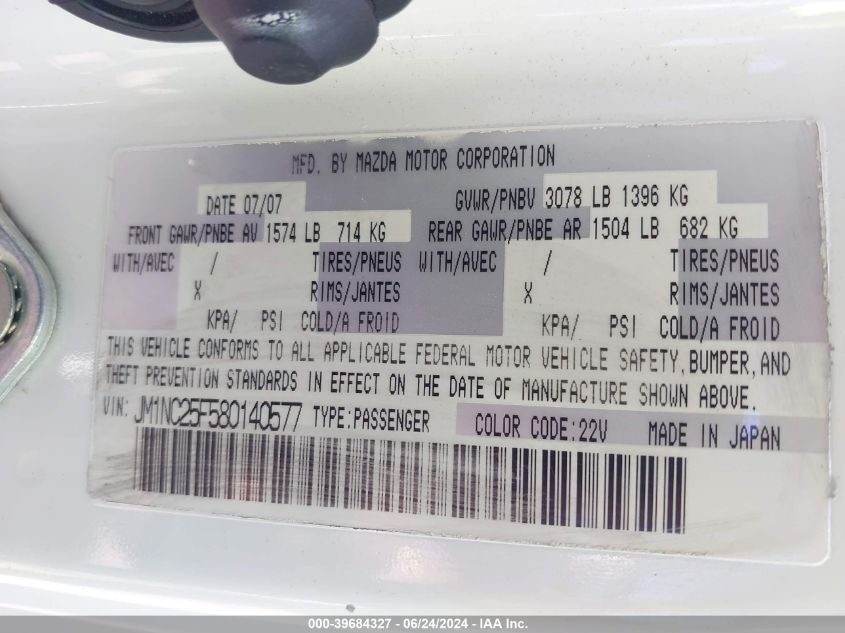 MFD. BY MAZDA MOTOR CORPORATION
DATE 07/07 GVWR/PNBV 3078 LB 1396 KG
FRONT GAWR/PNBE AV 1574 LB 714 KG REAR GAWR/PNBE AR 1504 LB 682 KG
WITH/AVEC / TIRES/PNEUS WITH/AVEC / TIRES/PNEUS
X RIMS/JANTES X RIMS/JANTES
KPA/ PSI COLD/A FROID KPA/ PSI COLD/A FROID
THIS VEHICLE CONFORMS TO ALL APPLICABLE FEDERAL MOTOR VEHICLE SAFETY, BUMPER, AND
THEFT PREVENTION STANDARDS IN EFFECT ON THE DATE OF MANUFACTURE SHOWN ABOVE.
VIN: JM1NC25F580140577 TYPE:PASSENGER COLOR CODE:22V MADE IN JAPAN
000-39684327 - 06/24/2024 - IAA Inc.